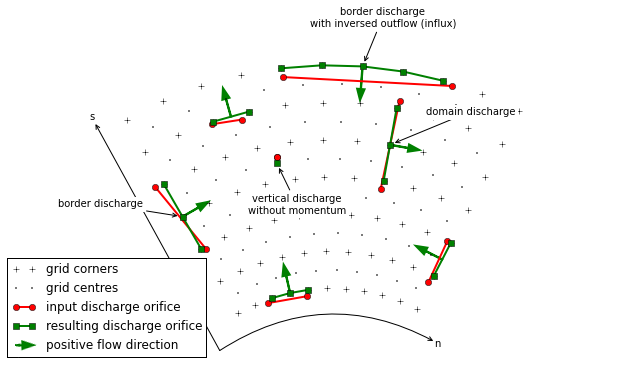 border discharge
with inversed outflow (influx)
domain discharge
s
border discharge
vertical discharge
without momentum
grid corners
grid centres
input discharge orifice
resulting discharge orifice
positive flow direction
n